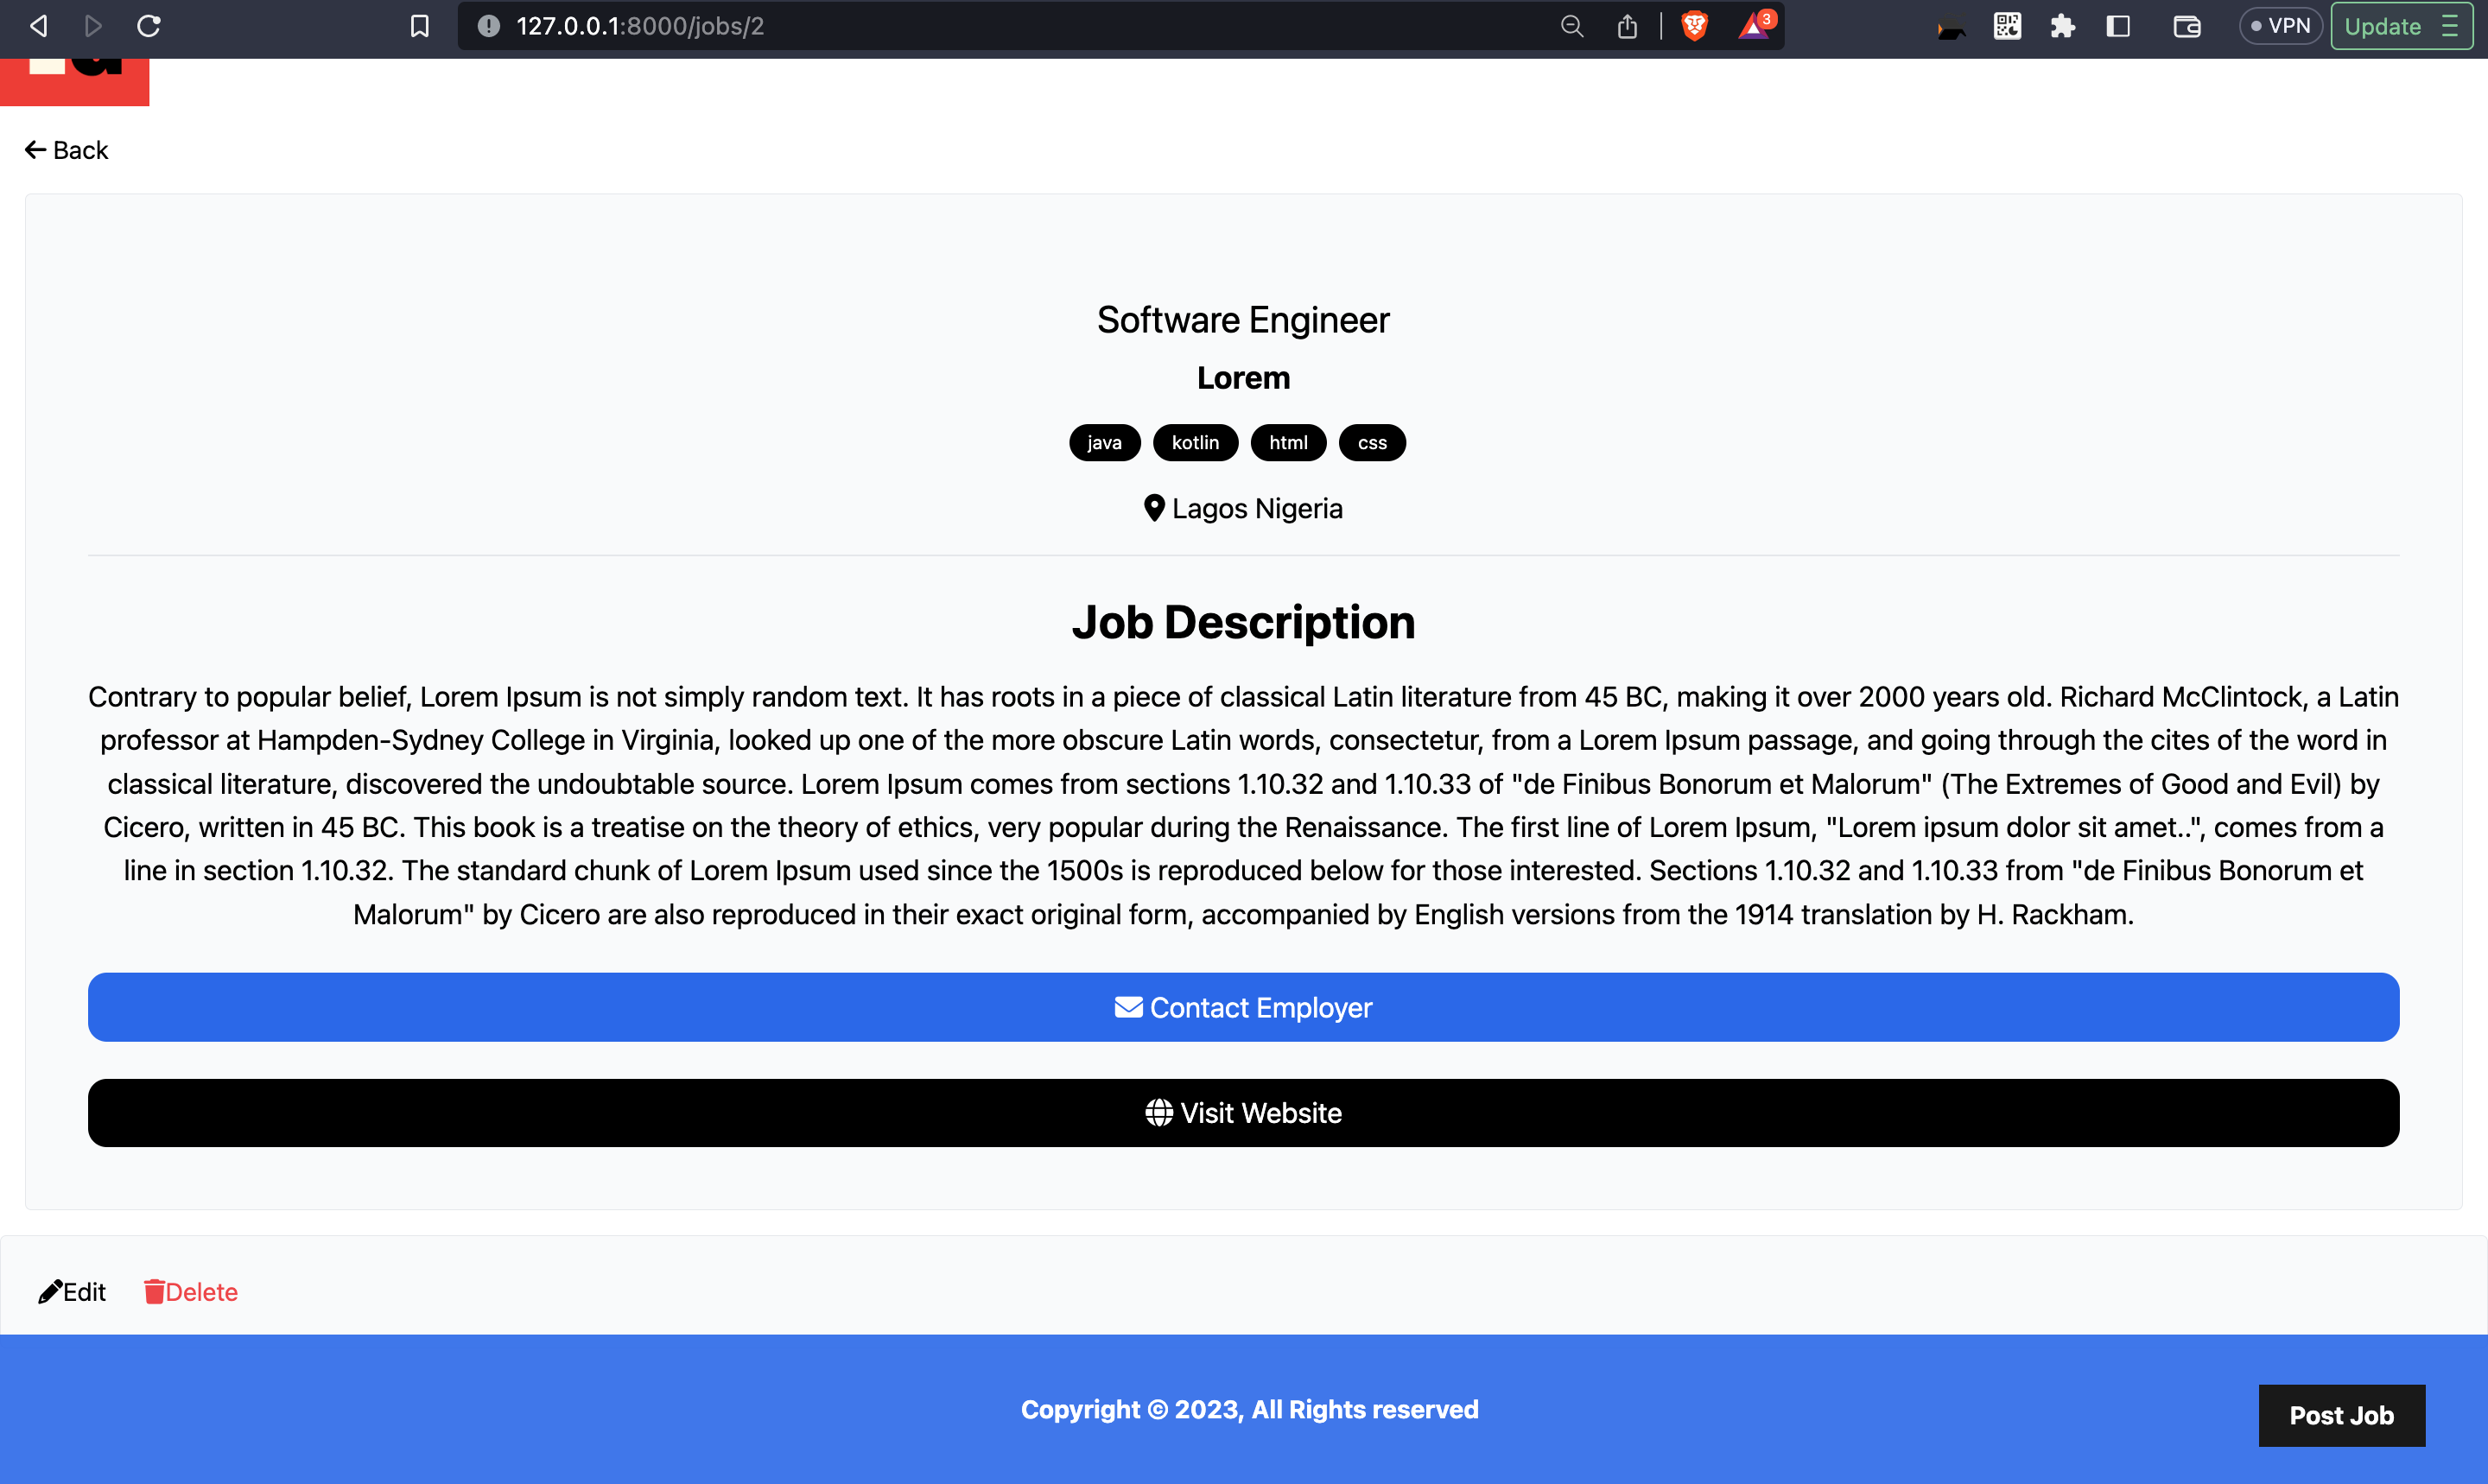 127.0.0.1:8000/jobs/2
3
VPN
Update
Back
Software Engineer
Lorem
java kotlin html css
Lagos Nigeria
Job Description
Contrary to popular belief, Lorem Ipsum is not simply random text. It has roots in a piece of classical Latin literature from 45 BC, making it over 2000 years old. Richard McClintock, a Latin
professor at Hampden-Sydney College in Virginia, looked up one of the more obscure Latin words, consectetur, from a Lorem Ipsum passage, and going through the cites of the word in
classical literature, discovered the undoubtable source. Lorem Ipsum comes from sections 1.10.32 and 1.10.33 of "de Finibus Bonorum et Malorum" (The Extremes of Good and Evil) by
Cicero, written in 45 BC. This book is a treatise on the theory of ethics, very popular during the Renaissance. The first line of Lorem Ipsum, "Lorem ipsum dolor sit amet..", comes from a
line in section 1.10.32. The standard chunk of Lorem Ipsum used since the 1500s is reproduced below for those interested. Sections 1.10.32 and 1.10.33 from "de Finibus Bonorum et
Malorum" by Cicero are also reproduced in their exact original form, accompanied by English versions from the 1914 translation by H. Rackham.
Contact Employer
Visit Website
Edit Delete
Copyright © 2023, All Rights reserved
Post Job